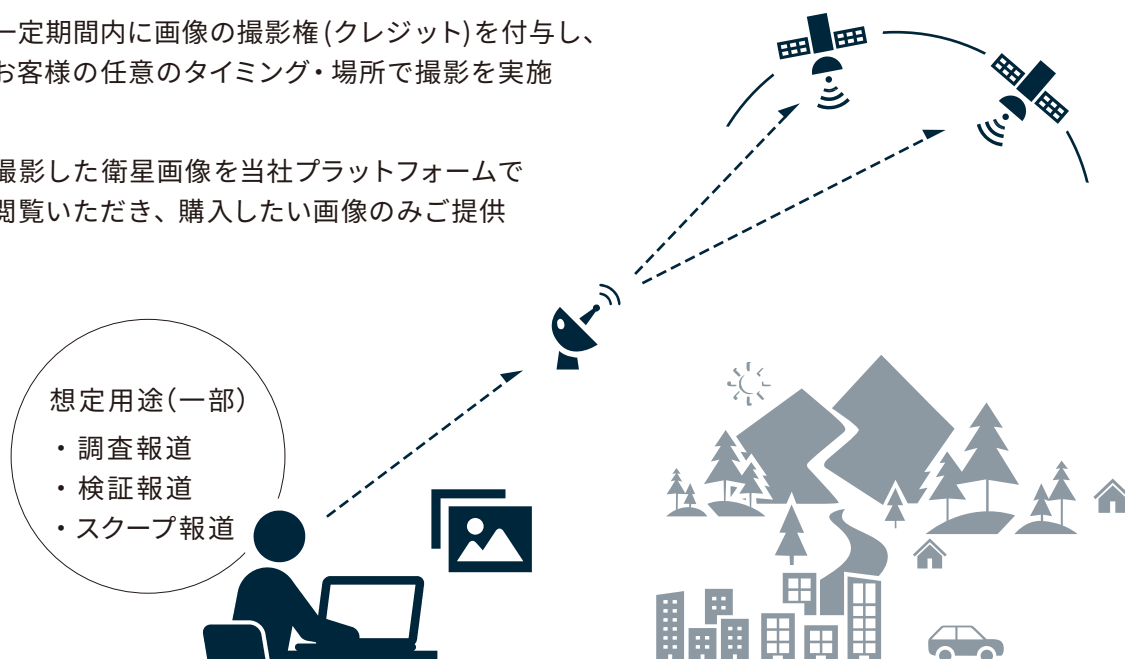 一定期間内に画像の撮影権(クレジット)を付与し、
お客様の任意のタイミング・場所で撮影を実施
撮影した衛星画像を当社プラットフォームで
閲覧いただき、購入したい画像のみご提供
想定用途(一部)
・調査報道
・検証報道
・スクープ報道